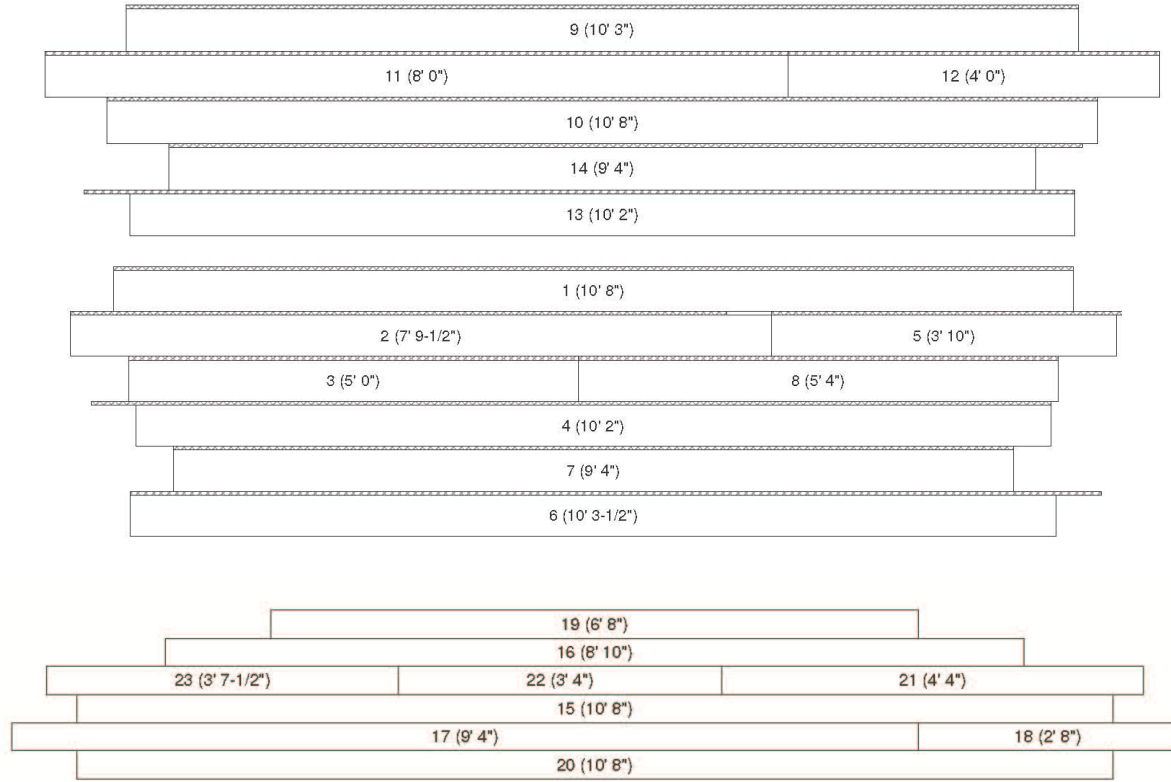 9 (10' 3")
11 (8' 0") 12 (4' 0")
10 (10' 8")
14 (9' 4")
13 (10' 2")
1 (10' 8")
2 (7' 9-1/2") 5 (3' 10")
3 (5' 0") 8 (5' 4")
4 (10' 2")
7 (9' 4")
6 (10' 3-1/2")
19 (6' 8")
16 (8' 10")
23 (3' 7-1/2") 22 (3' 4") 21 (4' 4")
15 (10' 8")
17 (9' 4") 18 (2' 8")
20 (10' 8")